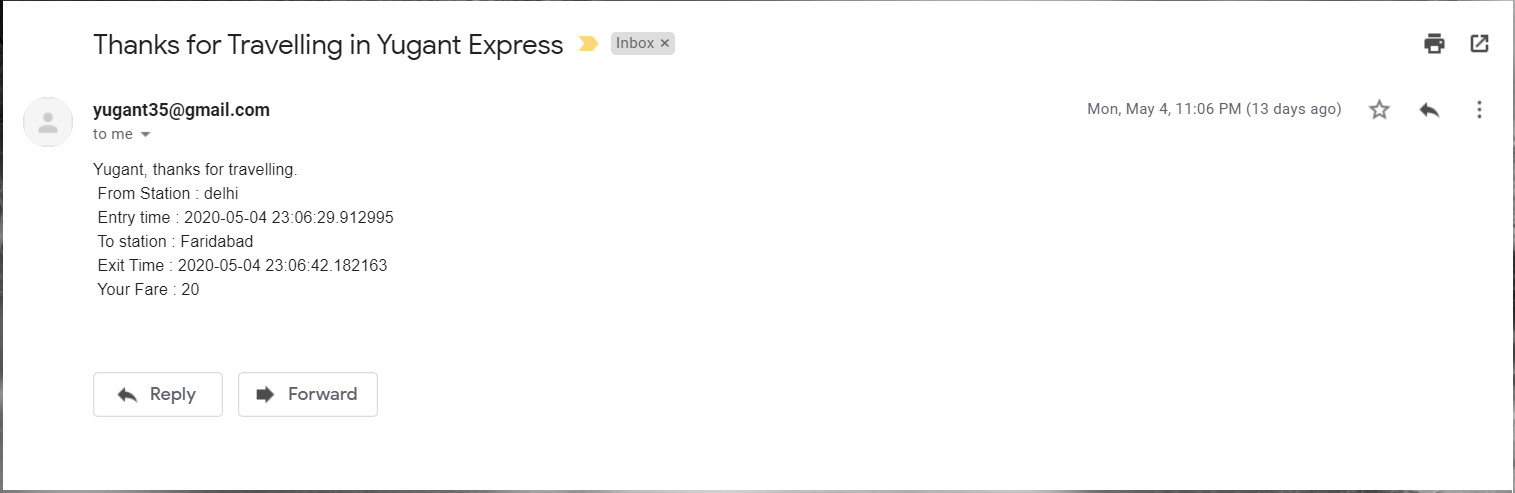 Thanks for Travelling in Yugant Express Inbox ×
yugant35@gmail.com Mon, May 4, 11:06 PM (13 days ago)
to me
Yugant, thanks for travelling.
From Station : delhi
Entry time : 2020-05-04 23:06:29.912995
To station : Faridabad
Exit Time : 2020-05-04 23:06:42.182163
Your Fare : 20
Reply Forward